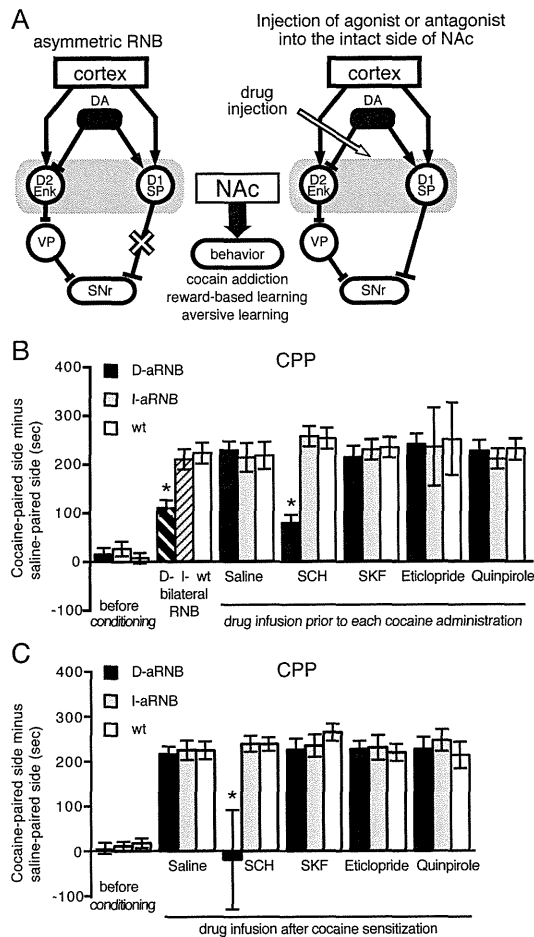 A
asymmetric RNB
Injection of agonist or antagonist
into the intact side of NAc
cortex
DA
D2
Enk
D1
SP
VP
SNr
NAc
behavior
cocain addiction
reward-based learning
aversive learning
drug
injection
cortex
DA
D2
Enk
D1
SP
VP
SNr
B
CPP
Cocaine-paired side minus
saline-paired side (sec)
400
300
200
100
0
-100
D-aRNB
I-aRNB
wt
*
*
before
conditioning
D- I- wt
bilateral
RNB
Saline
SCH
SKF
Eticlopride
Quinpirole
drug infusion prior to each cocaine administration
C
CPP
Cocaine-paired side minus
saline-paired side (sec)
400
300
200
100
0
-100
D-aRNB
I-aRNB
wt
*
before
conditioning
Saline
SCH
SKF
Eticlopride
Quinpirole
drug infusion after cocaine sensitization